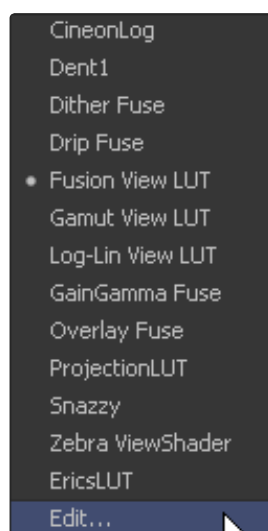 CineonLog
Dent1
Dither Fuse
Drip Fuse
Fusion View LUT
Gamut View LUT
Log-Lin View LUT
GainGamma Fuse
Overlay Fuse
ProjectionLUT
Snazzy
Zebra ViewShader
EricsLUT
Edit...